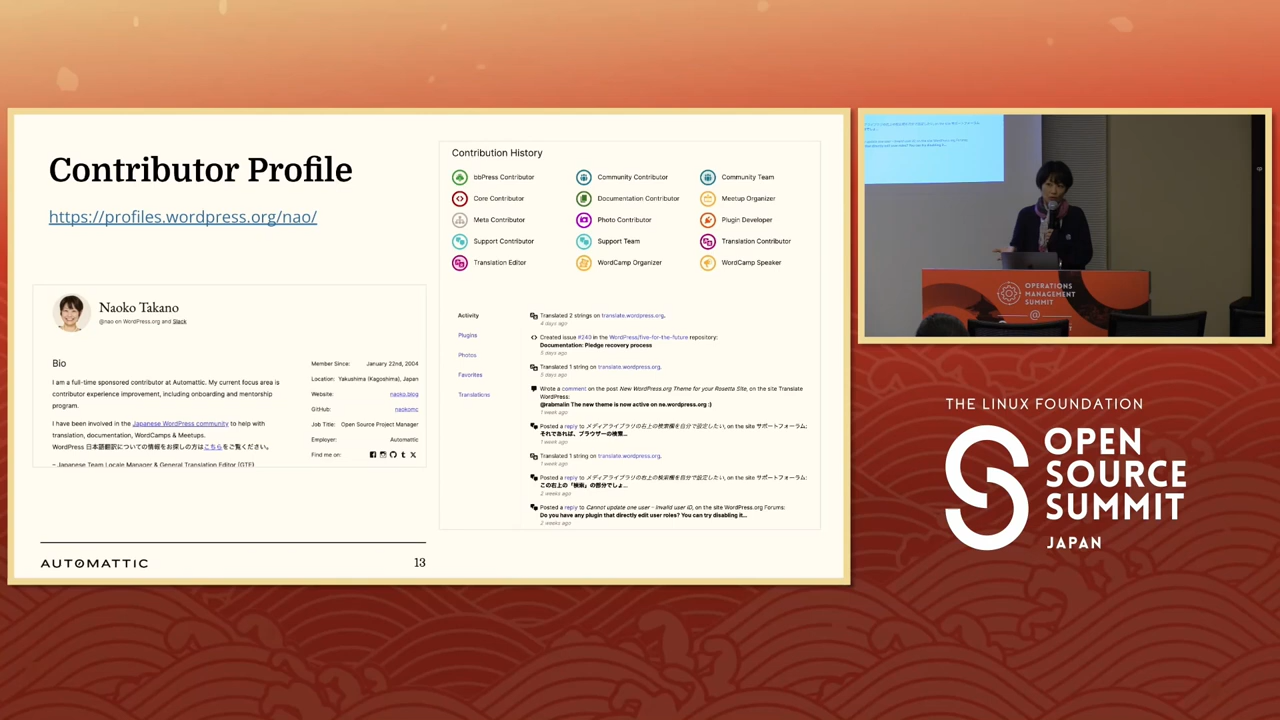 Contributor Profile
https://profiles.wordpress.org/nao/
Naoko Takano
@nao on WordPress.org and Slack
Bio
I am a full-time sponsored contributor at Automattic. My current focus area is
contributor experience improvement, including onboarding and mentorship
program.
I have been involved in the Japanese WordPress community to help with
translation, documentation, WordCamps & Meetups.
WordPress 日本語翻訳についての情報をお探しの方はこちらをご覧ください。
– Japanese Team Locale Manager & General Translation Editor (GTE)
Member Since: January 22nd, 2004
Location: Yakushima (Kagoshima), Japan
Website: naoko.blog
GitHub: naokomc
Job Title: Open Source Project Manager
Employer: Automattic
Find me on:
AUTOMATTIC
13
Contribution History
bbPress Contributor Community Contributor Community Team
Core Contributor Documentation Contributor Meetup Organizer
Meta Contributor Photo Contributor Plugin Developer
Support Contributor Support Team Translation Contributor
Translation Editor WordCamp Organizer WordCamp Speaker
Activity
Plugins
Photos
Favorites
Translations
Translated 2 strings on translate.wordpress.org.
4 days ago
Created issue #249 in the WordPress/five-for-the-future repository:
Documentation: Pledge recovery process
5 days ago
Translated 1 string on translate.wordpress.org.
5 days ago
Wrote a comment on the post New WordPress.org Theme for your Rosetta Site, on the site Translate
WordPress:
@rabmalin The new theme is now active on ne.wordpress.org :)
1 week ago
Posted a reply to メディアライブラリの右上の検索欄を自分で設定したい, on the site サポートフォーラム:
それであれば、ブラウザーの検索…
1 week ago
Translated 1 string on translate.wordpress.org.
1 week ago
Posted a reply to メディアライブラリの右上の検索欄を自分で設定したい, on the site サポートフォーラム:
この右上の「検索」の部分でしょ…
2 weeks ago
Posted a reply to Cannot update one user – invalid user ID, on the site WordPress.org Forums:
Do you have any plugin that directly edit user roles? You can try disabling it…
2 weeks ago
OPERATIONS
MANAGEMENT
SUMMIT
@
THE LINUX FOUNDATION
OPEN
SOURCE
SUMMIT
JAPAN